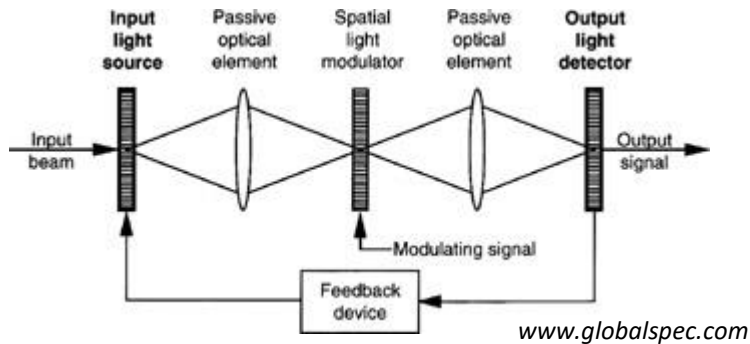 Input
light
source
Passive
optical
element
Spatial
light
modulator
Passive
optical
element
Output
light
detector
Input
beam
Output
signal
Modulating signal
Feedback
device
www.globalspec.com